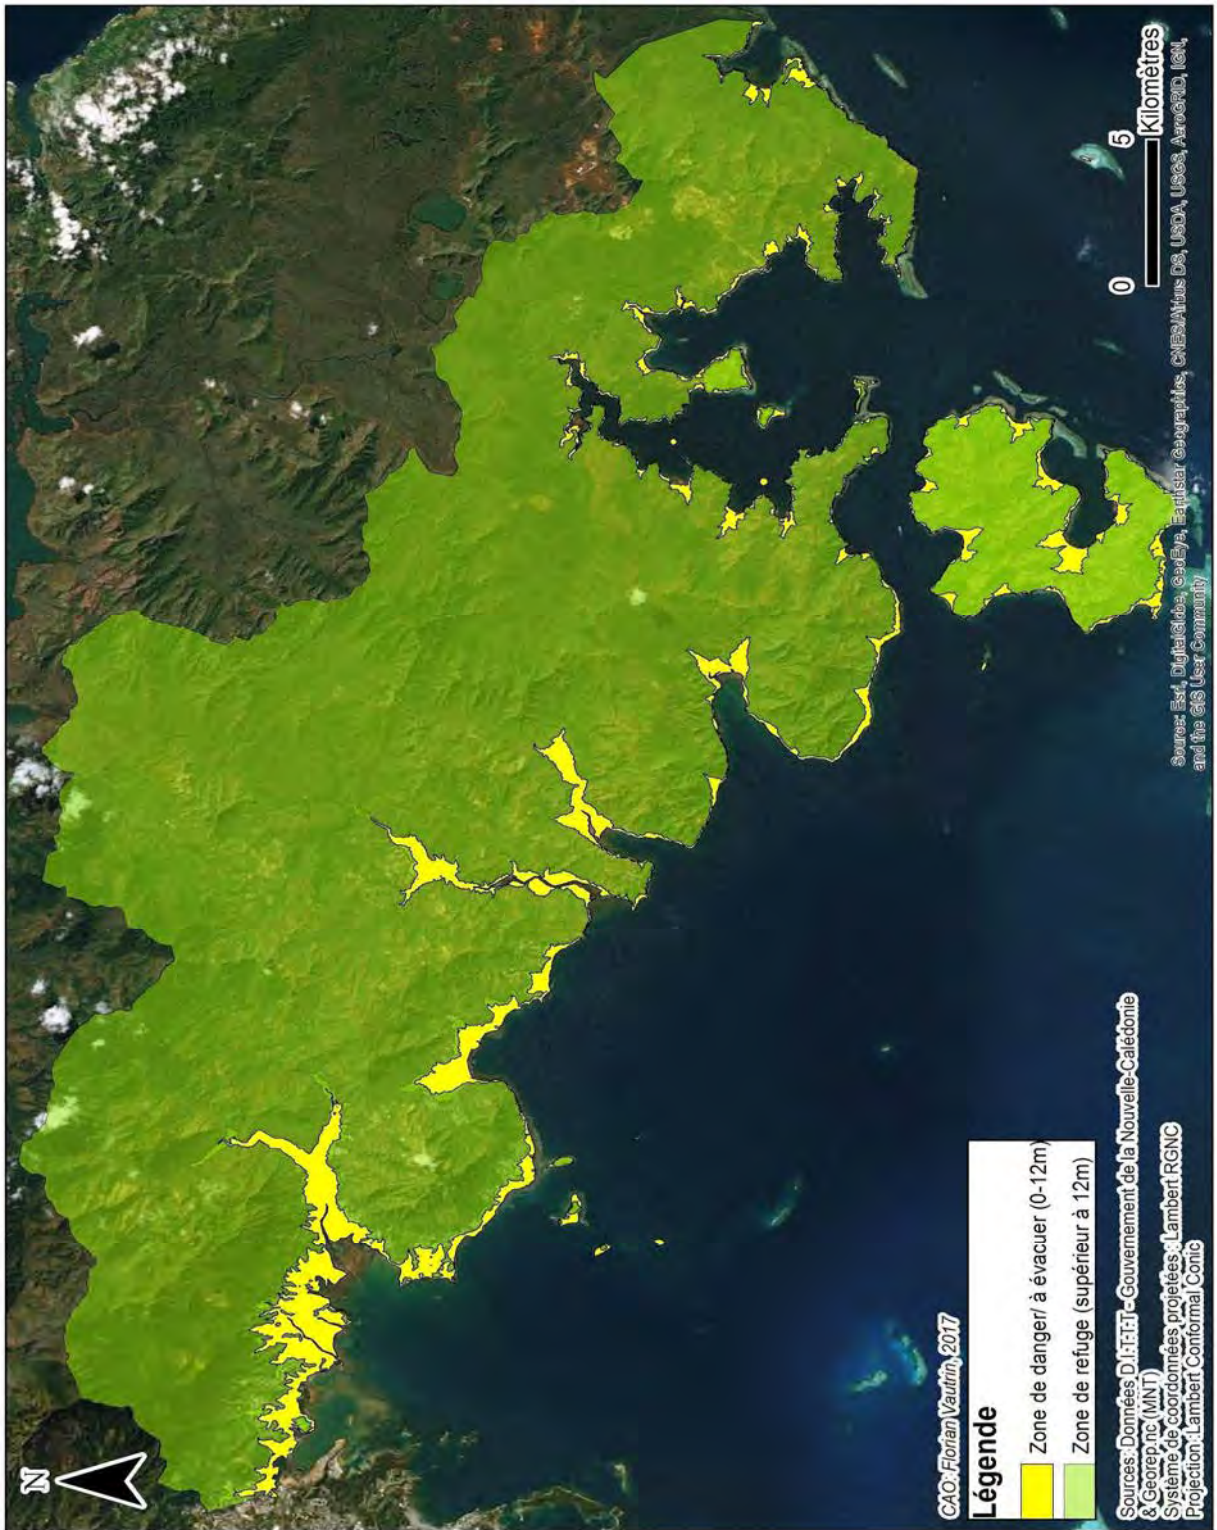 N
CAO: Florian Vautrin, 2017
Légende
Zone de danger/ à évacuer (0-12m)
Zone de refuge (supérieur à 12m)
Sources: Données D.I.T.T.T - Gouvernement de la Nouvelle-Calédonie
& Georep.nc (MNT)
Système de coordonnées projetées: Lambert RGNC
Projection: Lambert Conformal Conic
0 5
Kilomètres
Source: Esri, DigitalGlobe, GeoEye, Earthstar Geographics, CNES/Airbus DS, USDA, USGS, AeroGRID, IGN,
and the GIS User Community